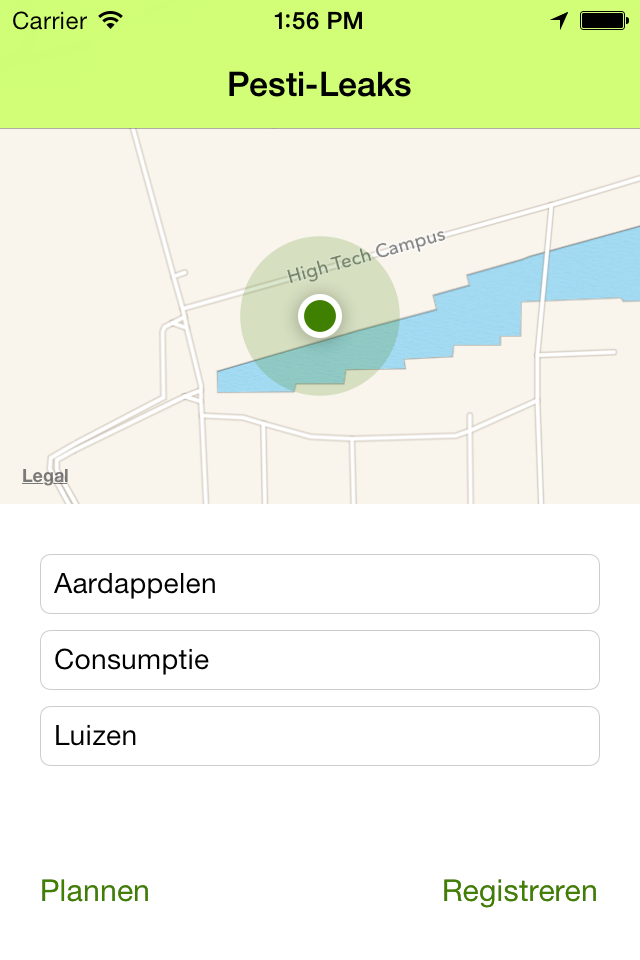 Carrier 1:56 PM
Pesti-Leaks
High Tech Campus
Legal
Aardappelen
Consumptie
Luizen
Plannen Registreren